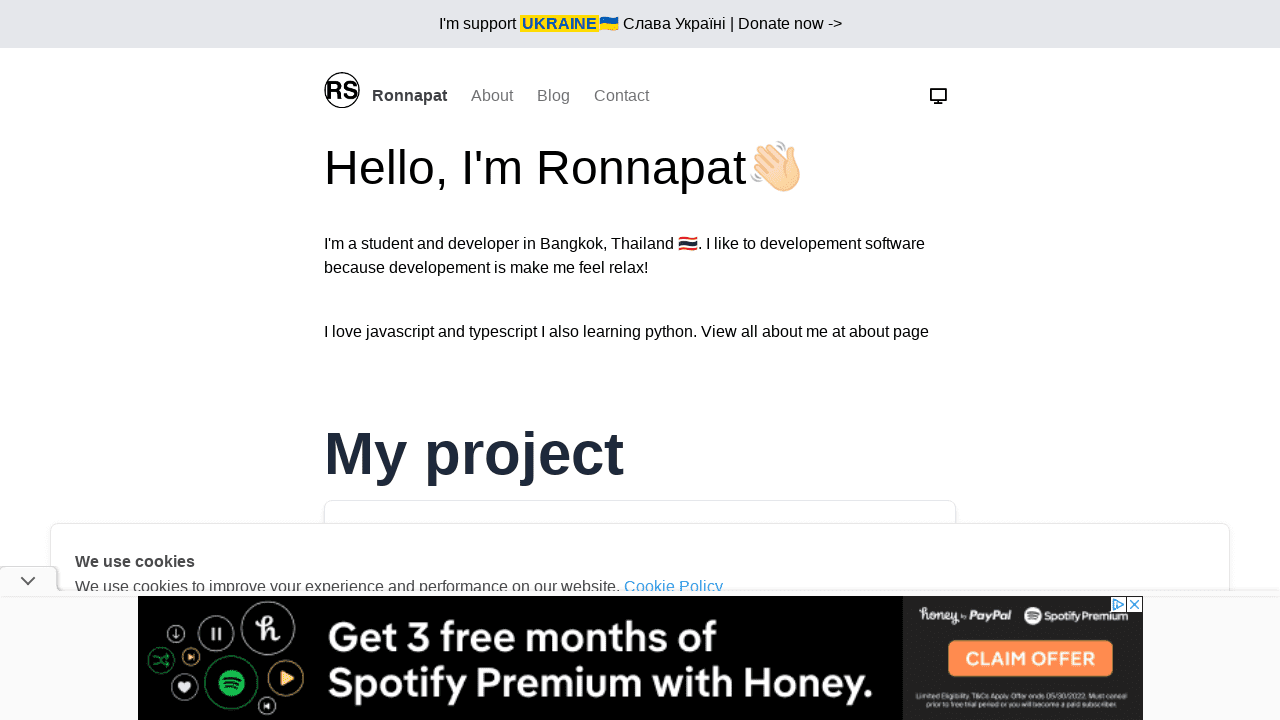 I'm support UKRAINE🇺🇦 Слава Україні | Donate now ->
RS Ronnapat About Blog Contact
Hello, I'm Ronnapat👋🏻
I'm a student and developer in Bangkok, Thailand 🇹🇭. I like to developement software
because developement is make me feel relax!
I love javascript and typescript I also learning python. View all about me at about page
My project
We use cookies
We use cookies to improve your experience and performance on our website. Cookie Policy
Get 3 free months of
Spotify Premium with Honey.
honey by PayPal Spotify Premium
CLAIM OFFER
Limited Eligibility. T&Cs Apply. Offer ends 05/30/2022. Must cancel
prior to free trial period or you will become a paid subscriber.